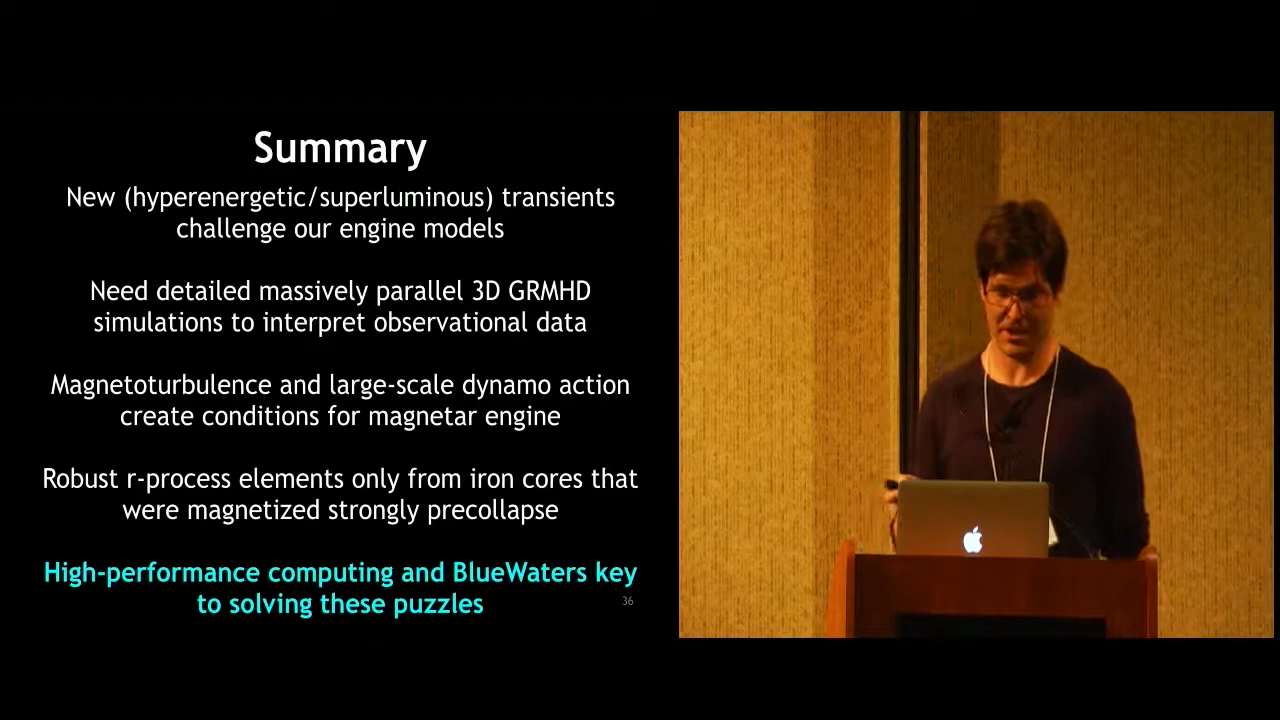 Summary
New (hyperenergetic/superluminous) transients
challenge our engine models
Need detailed massively parallel 3D GRMHD
simulations to interpret observational data
Magnetoturbulence and large-scale dynamo action
create conditions for magnetar engine
Robust r-process elements only from iron cores that
were magnetized strongly precollapse
High-performance computing and BlueWaters key
to solving these puzzles
36